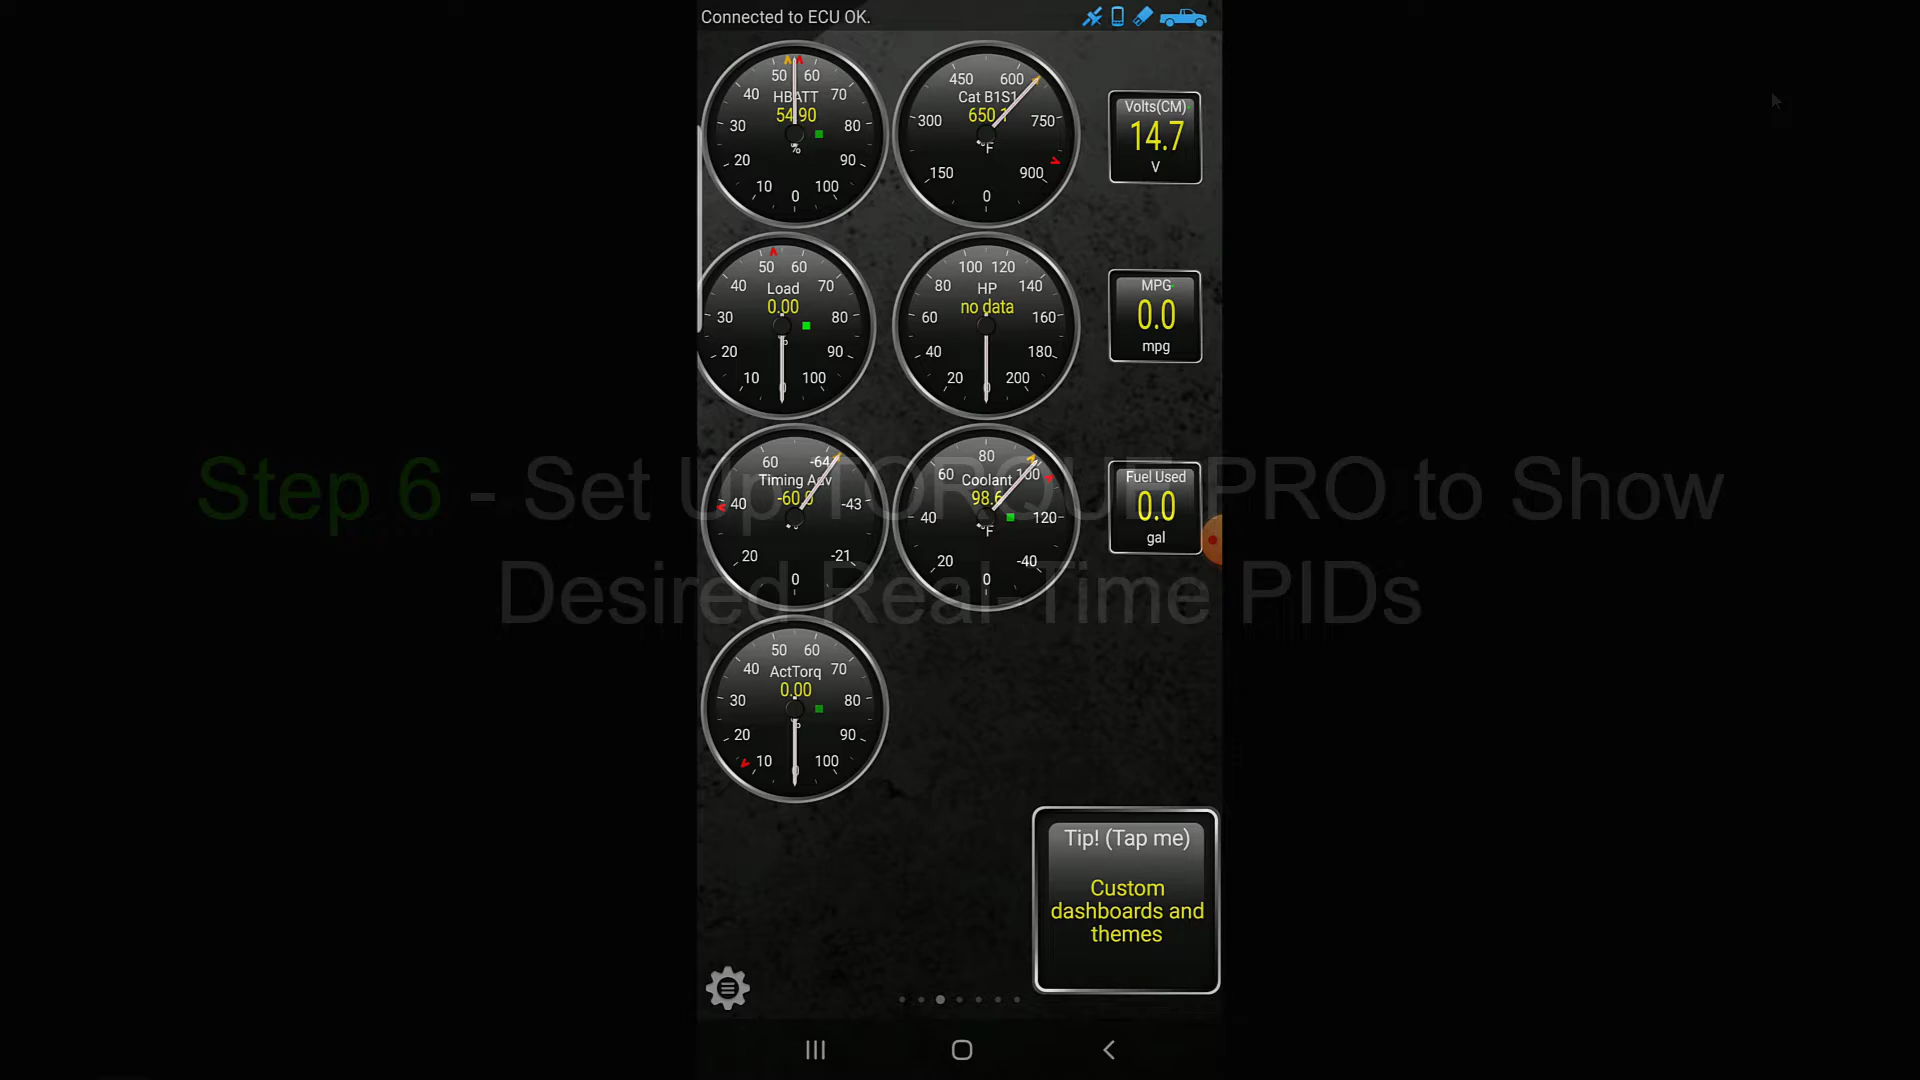 Connected to ECU OK.
50 60
40 HBATT 70
54.90
30 80
%
20 90
10 0 100
450 600
Cat B1S1
650.1
300 750
°F
150 900
0
Volts(CM)
14.7
V
50 60
40 Load 70
0.00
30 80
20 90
10 0 100
100 120
80 HP 140
no data
60 160
40 180
20 0 200
MPG
0.0
mpg
Step 6 - Set Up TORQUE PRO to Show
Desired Real-Time PIDs
60 -64
Timing Adv
40 -43
20 -21
0
80
60 100
Coolant
98.6
40 120
°F
20 -40
0
Fuel Used
0.0
gal
50 60
40 ActTorq 70
0.00
30 80
20 90
10 0 100
Tip! (Tap me)
Custom
dashboards and
themes